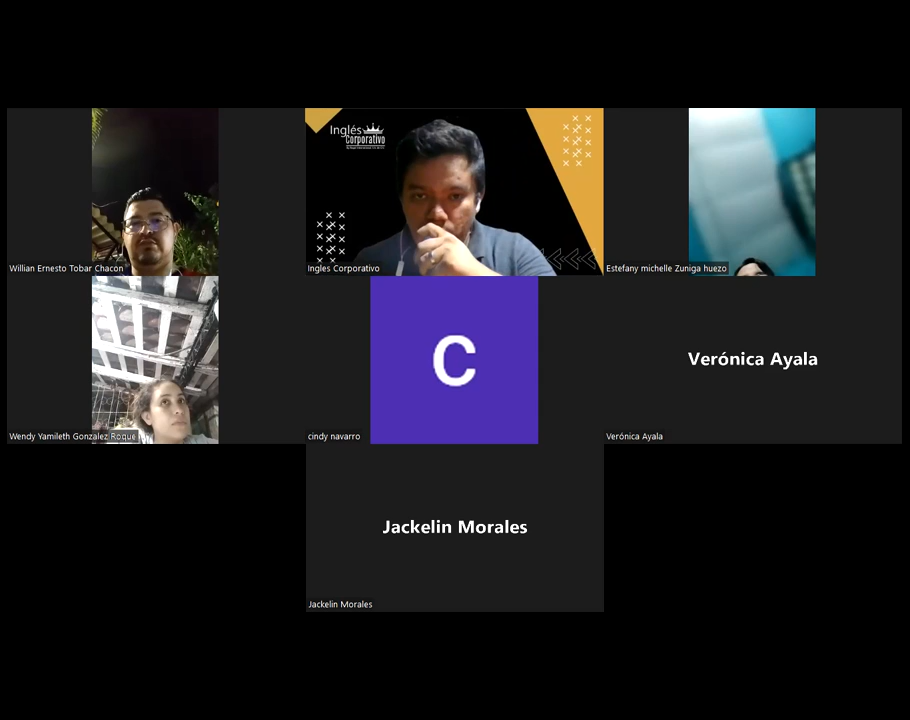 Inglés
Corporativo
Willian Ernesto Tobar Chacon
Ingles Corporativo
Estefany michelle Zuniga huezo
Wendy Yamileth Gonzalez Roque
C
cindy navarro
Verónica Ayala
Verónica Ayala
Jackelin Morales
Jackelin Morales